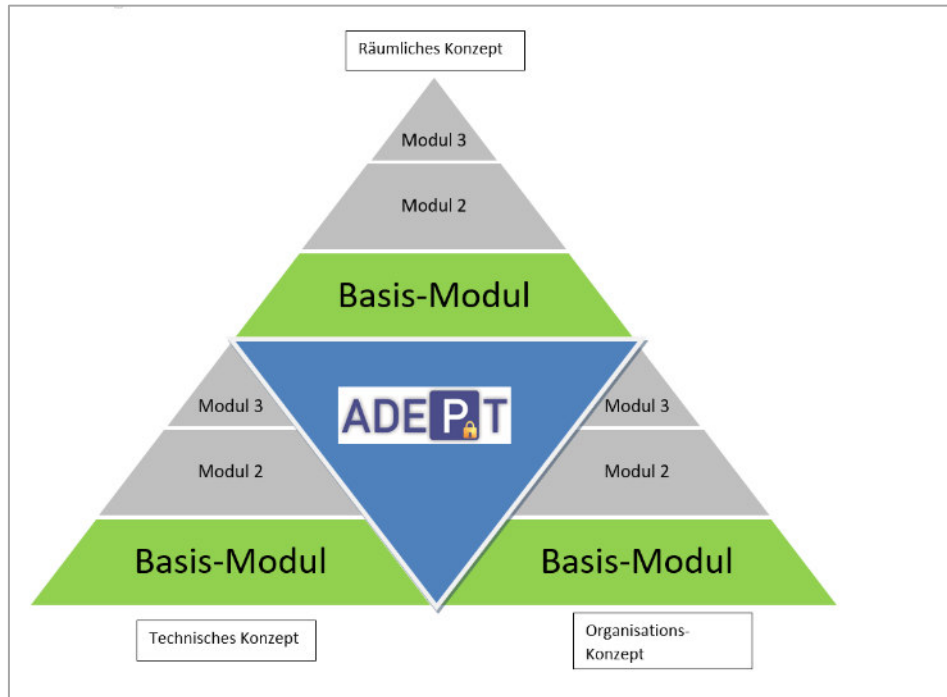 Räumliches Konzept
Modul 3
Modul 2
Basis-Modul
ADEPT
Modul 3
Modul 2
Basis-Modul
Modul 3
Modul 2
Basis-Modul
Technisches Konzept
Organisations-
Konzept